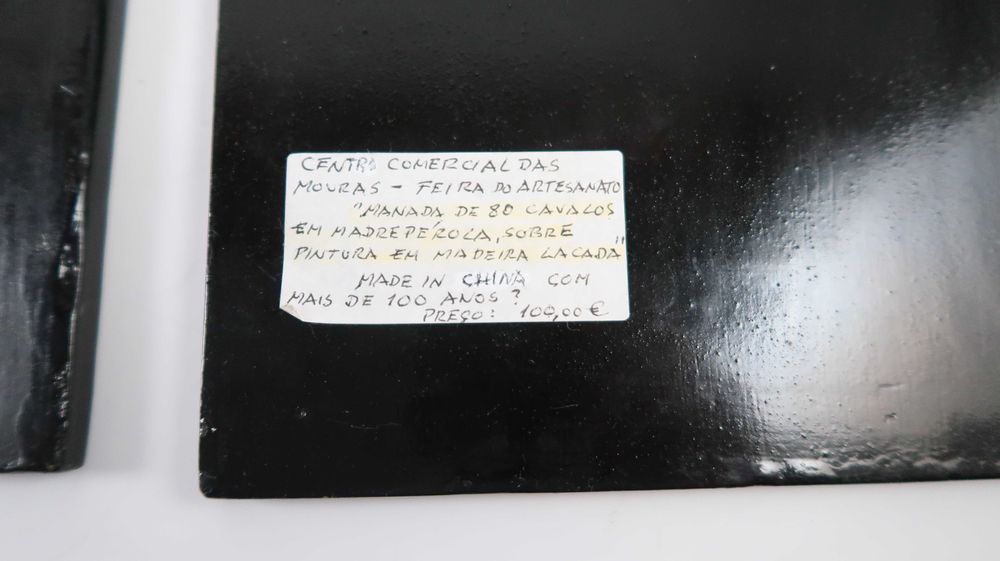 CENTRO COMERCIAL DAS
MOURAS - FEIRA DO ARTESANATO
"MANADA DE 80 CAVALOS
EM MADREPÉROLA, SOBRE
PINTURA EM MADEIRA LACADA"
MADE IN CHINA COM
MAIS DE 100 ANOS?
PREÇO: 100,00 €